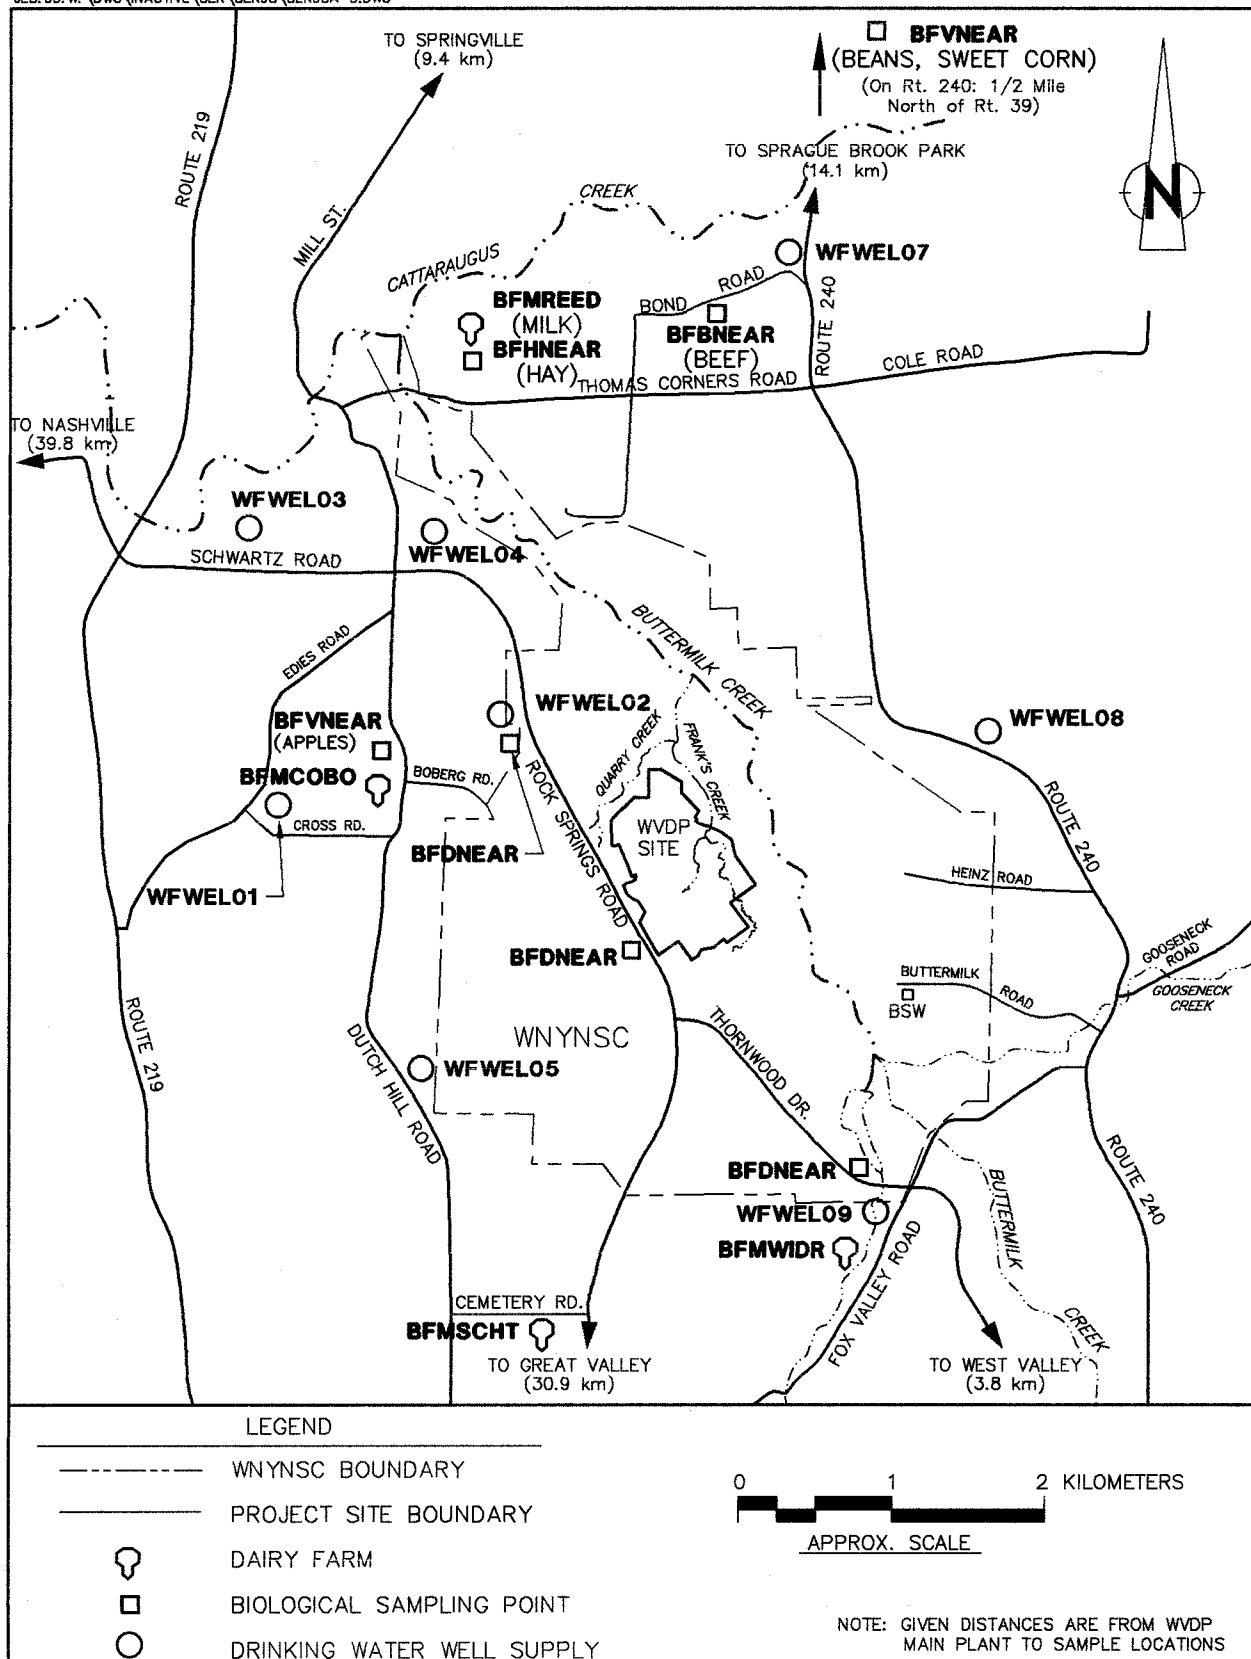 BFVNEAR
(BEANS, SWEET CORN)
(On Rt. 240: 1/2 Mile
North of Rt. 39)
TO SPRINGVILLE
(9.4 km)
ROUTE 219
MILL ST.
TO SPRAGUE BROOK PARK
(14.1 km)
N
CREEK
CATTARAUGUS
WFWEL07
BOND
ROAD
ROUTE 240
BFMREED
(MILK)
BFHNEAR
(HAY)
BFBNEAR
(BEEF)
THOMAS CORNERS ROAD
COLE ROAD
TO NASHVILLE
(39.8 km)
WFWEL03
WFWEL04
SCHWARTZ ROAD
EDIES ROAD
BUTTERMILK CREEK
WFWEL02
WFWEL08
BFVNEAR
(APPLES)
BFMCOBO
BOBERG RD.
CROSS RD.
QUARRY CREEK
FRANK'S CREEK
ROCK SPRINGS ROAD
WVDP
SITE
ROUTE 240
BFDNEAR
WFWEL01
HEINZ ROAD
BFDNEAR
GOOSENECK
ROAD
GOOSENECK
CREEK
BUTTERMILK
ROAD
BSW
ROUTE 219
DUTCH HILL ROAD
WNYNSC
THORNWOOD DR.
WFWEL05
BFDNEAR
WFWEL09
BFMWIDR
BUTTERMILK
CREEK
ROUTE 240
FOX VALLEY ROAD
CEMETERY RD.
BFMSCHT
TO GREAT VALLEY
(30.9 km)
TO WEST VALLEY
(3.8 km)
LEGEND
WNYNSC BOUNDARY
PROJECT SITE BOUNDARY
DAIRY FARM
BIOLOGICAL SAMPLING POINT
DRINKING WATER WELL SUPPLY
0 1 2 KILOMETERS
APPROX. SCALE
NOTE: GIVEN DISTANCES ARE FROM WVDP
MAIN PLANT TO SAMPLE LOCATIONS